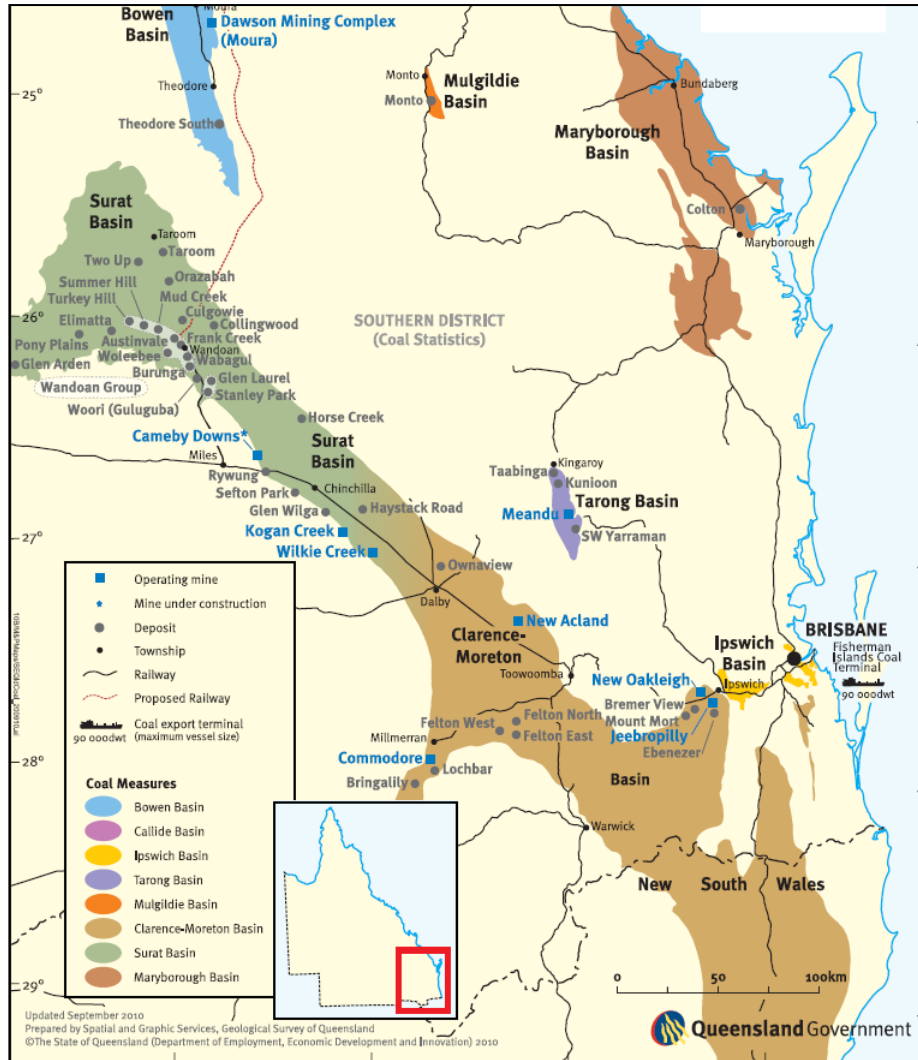 Moura
Bowen
Basin
Dawson Mining Complex
(Moura)
Theodore
Theodore South
Monto
Monto
Mulgildie
Basin
Bundaberg
Maryborough
Basin
Colton
Maryborough
25°
Surat
Basin
Taroom
Taroom
Two Up
Orazabah
Summer Hill
Mud Creek
Turkey Hill
Culgowie
Collingwood
26°
Elimatta
Frank Creek
Austinvale
Pony Plains
Wandoan
Woleebee
Wabagul
Glen Arden
Burunga
Glen Laurel
Wandoan Group
Stanley Park
Woori (Guluguba)
SOUTHERN DISTRICT
(Coal Statistics)
Horse Creek
Cameby Downs*
Surat
Basin
Miles
Rywung
Chinchilla
Sefton Park
Glen Wilga
Haystack Road
Kogan Creek
Wilkie Creek
Kingaroy
Taabinga
Kunioon
Tarong Basin
Meandu
SW Yarraman
27°
Ownaview
Dalby
New Acland
Clarence-
Moreton
Toowoomba
Ipswich
Basin
BRISBANE
Fisherman
Islands Coal
Terminal
90 000dwt
New Oakleigh
Ipswich
Bremer View
Mount Mort
Jeebropilly
Ebenezer
Felton North
Felton West
Felton East
Millmerran
Commodore
Lochbar
Bringalily
Basin
Warwick
28°
New South Wales
29°
Operating mine
Mine under construction
Deposit
Township
Railway
Proposed Railway
Coal export terminal
90 000dwt (maximum vessel size)
Coal Measures
Bowen Basin
Callide Basin
Ipswich Basin
Tarong Basin
Mulgildie Basin
Clarence-Moreton Basin
Surat Basin
Maryborough Basin
0 50 100km
Updated September 2010
Prepared by Spatial and Graphic Services, Geological Survey of Queensland
©The State of Queensland (Department of Employment, Economic Development and Innovation) 2010
Queensland Government